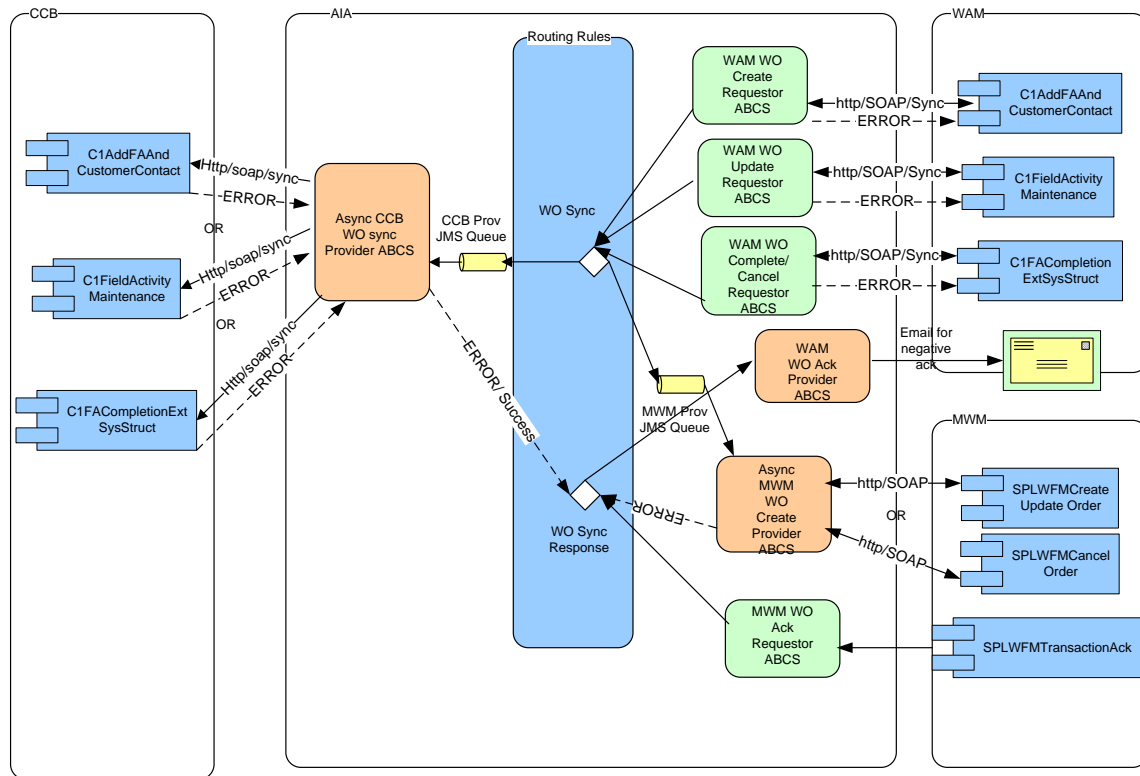 CCB
AIA
WAM
Routing Rules
C1AddFAAnd
CustomerContact
Http/soap/sync
ERROR
OR
C1FieldActivity
Maintenance
Http/soap/sync
ERROR
OR
C1FACompletionExt
SysStruct
Http/soap/sync
ERROR
Async CCB
WO sync
Provider ABCS
CCB Prov
JMS Queue
ERROR/ Success
WO Sync
WO Sync
Response
WAM WO
Create
Requestor
ABCS
http/SOAP/Sync
ERROR
C1AddFAAnd
CustomerContact
WAM WO
Update
Requestor
ABCS
http/SOAP/Sync
ERROR
C1FieldActivity
Maintenance
WAM WO
Complete/
Cancel
Requestor
ABCS
http/SOAP/Sync
ERROR
C1FACompletion
ExtSysStruct
WAM
WO Ack
Provider
ABCS
Email for
negative
ack
MWM Prov
JMS Queue
MWM
Async
MWM
WO
Create
Provider
ABCS
ERROR
http/SOAP
OR
http/SOAP
SPLWFMCreate
Update Order
SPLWFMCancel
Order
MWM WO
Ack
Requestor
ABCS
SPLWFMTransactionAck